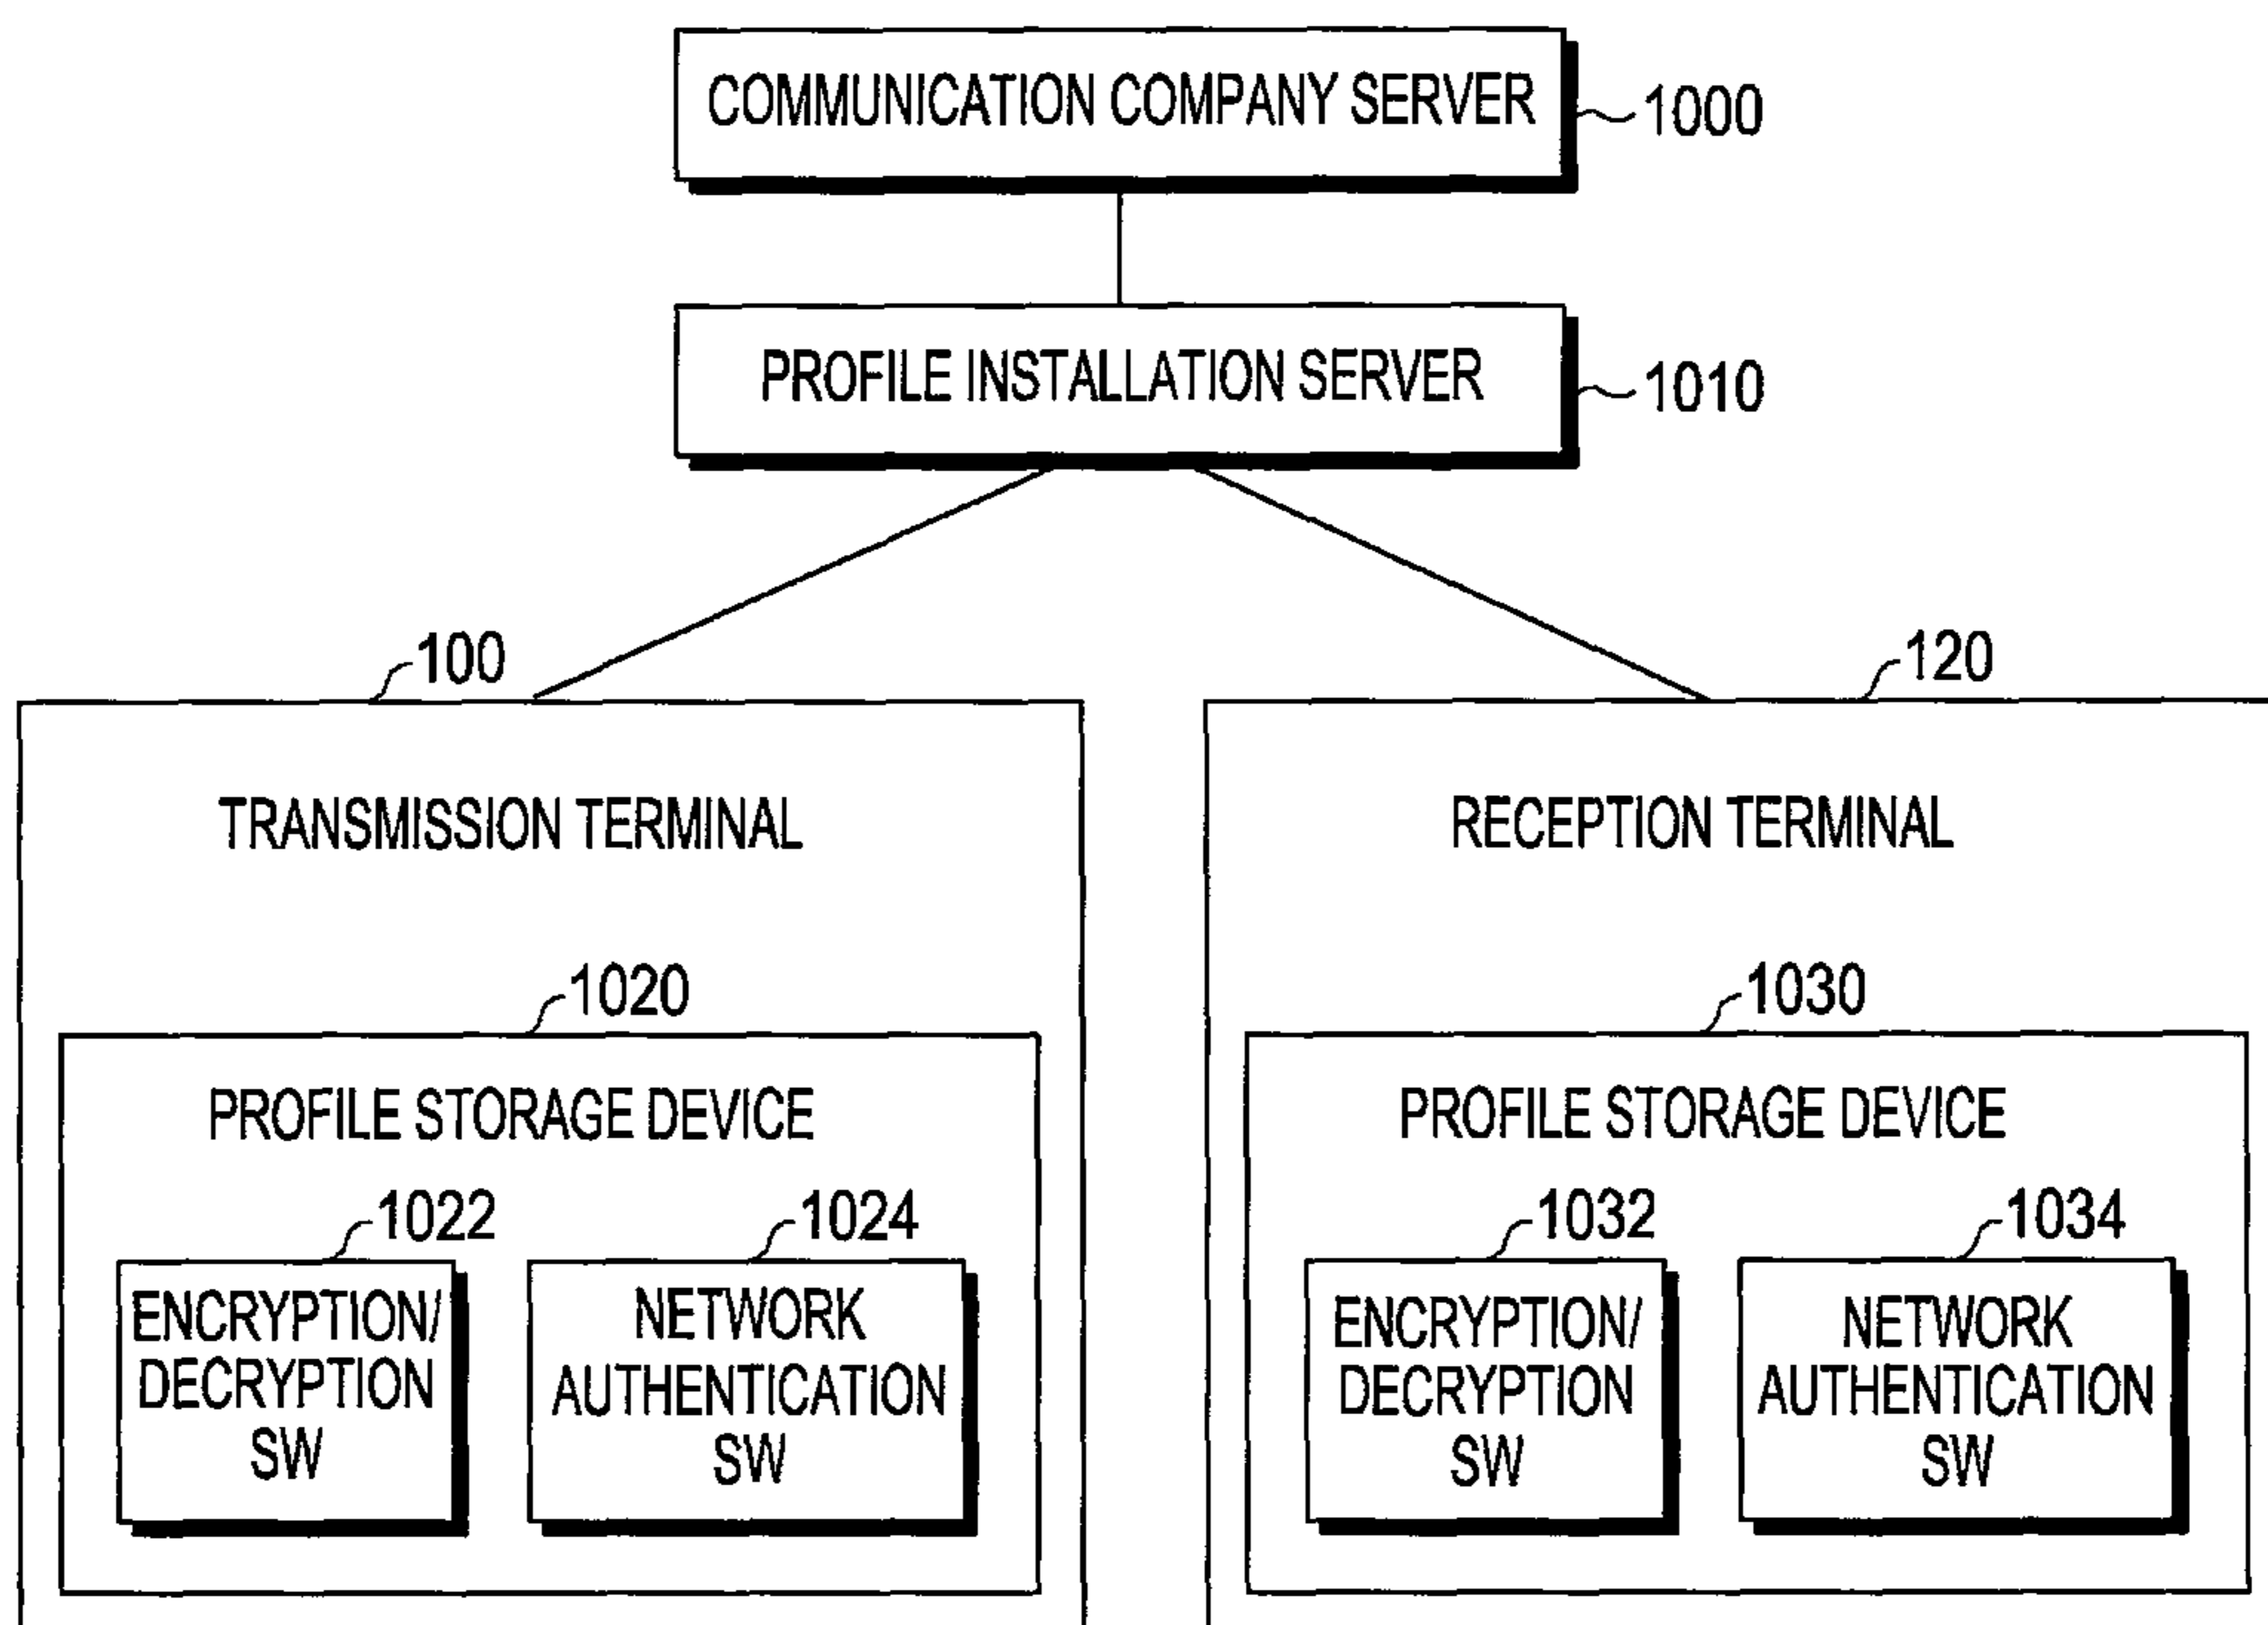 COMMUNICATION COMPANY SERVER
1000
PROFILE INSTALLATION SERVER
1010
100
120
TRANSMISSION TERMINAL
RECEPTION TERMINAL
1020
1030
PROFILE STORAGE DEVICE
PROFILE STORAGE DEVICE
1022
1024
1032
1034
ENCRYPTION/
DECRYPTION
SW
NETWORK
AUTHENTICATION
SW
ENCRYPTION/
DECRYPTION
SW
NETWORK
AUTHENTICATION
SW